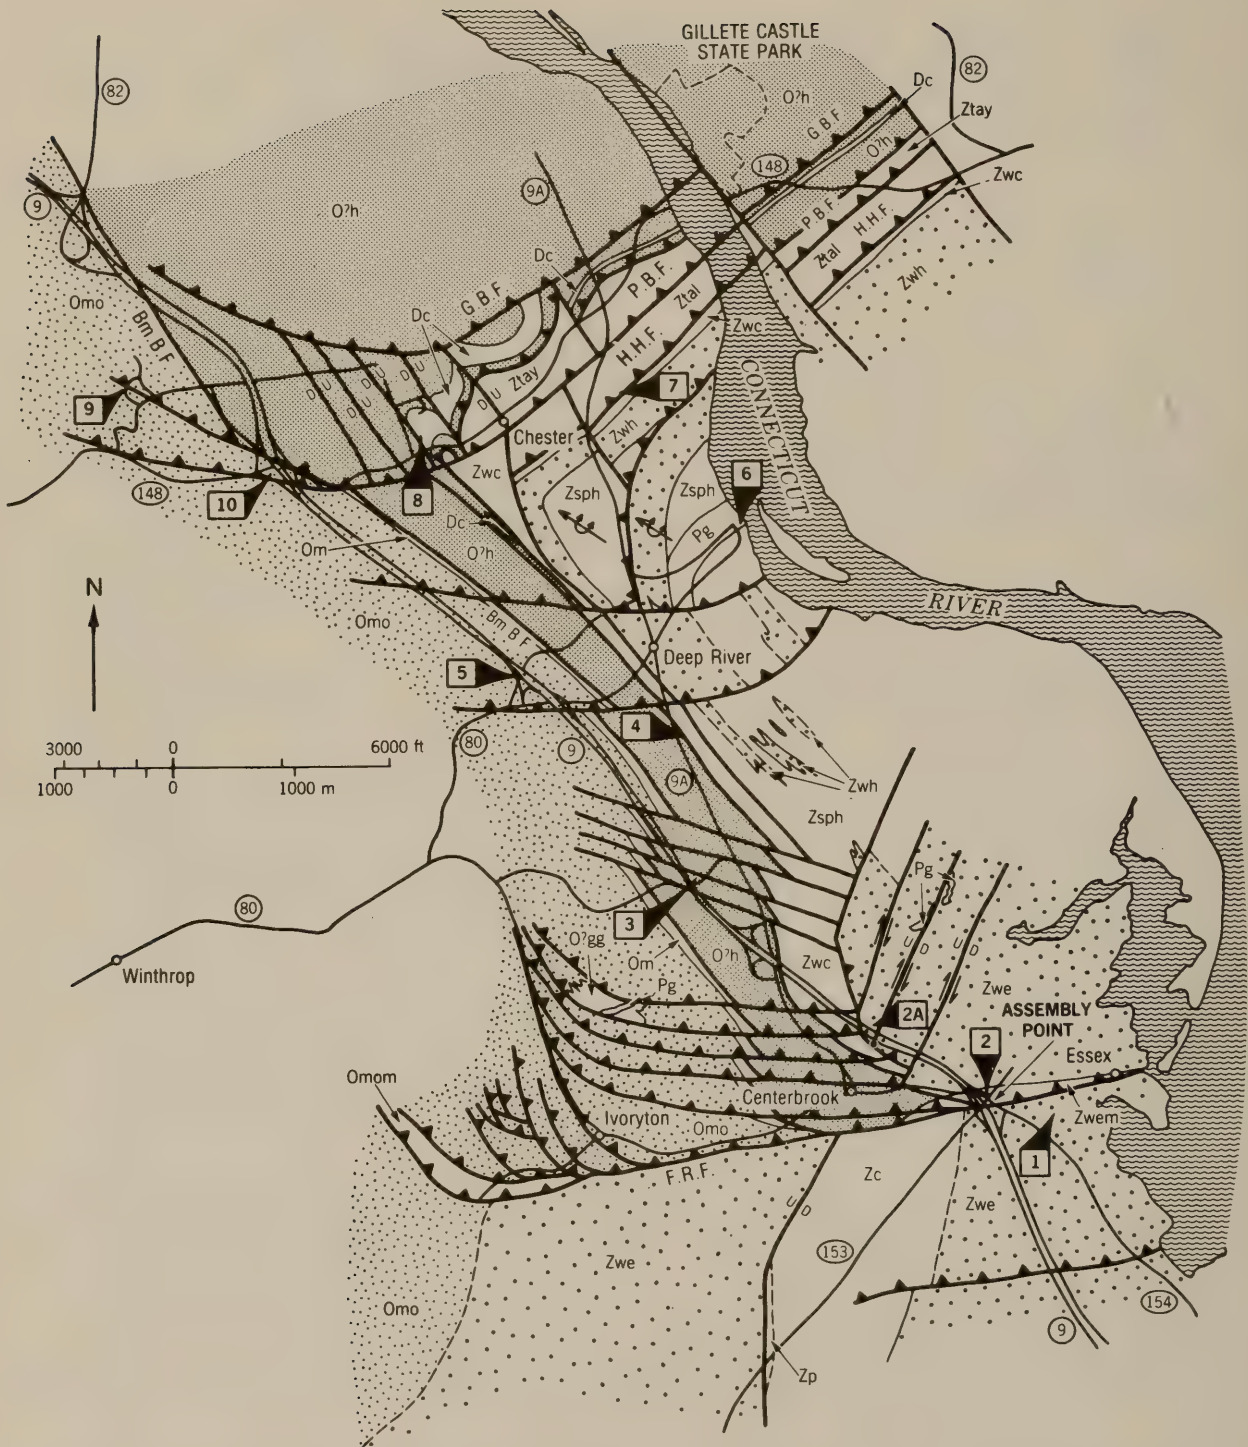 GILLETE CASTLE
STATE PARK
82
82
Dc
O?h
Ztay
G.B.F.
O?h
148
Zwc
9A
9
O?h
P.B.F.
H.H.F.
Ztal
Zwh
Dc
Omo
G.B.F.
P.B.F.
Ztal
Dc
Bm.B.F.
H.H.F.
Zwc
D U
D U
D U
D U
D U
Ztay
7
CONNECTICUT
9
Chester
Zwh
148
10
8
Zwc
Zsph
Zsph
6
Dc
Pg
Om
O?h
N
RIVER
Omo
Bm.B.F.
Deep River
5
4
3000 0 6000 ft
1000 0 1000 m
80
9
9A
Zwh
Zsph
Pg
80
3
O?gg
Om
O?h
Zwc
U D
U D
Winthrop
Pg
Zwe
ASSEMBLY
POINT
2A
2
Essex
Omom
Centerbrook
Ivoryton
Omo
Zwem
1
F.R.F.
Zc
U D
Zwe
Zwe
153
Omo
154
9
Zp